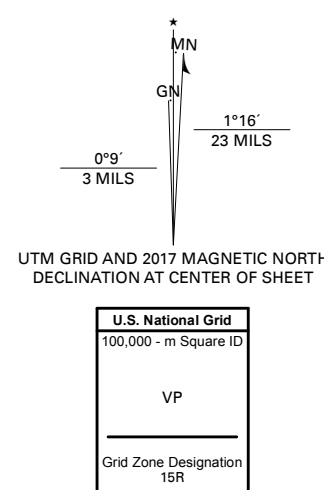 ★
MN
GN
1°16´
23 MILS
0°9´
3 MILS
UTM GRID AND 2017 MAGNETIC NORTH
DECLINATION AT CENTER OF SHEET
U.S. National Grid
100,000 - m Square ID
VP
Grid Zone Designation
15R